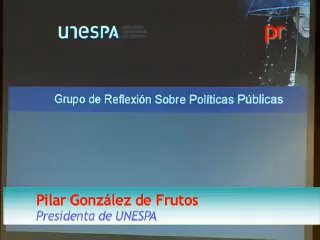 unespa
pr
Grupo de Reflexión Sobre Políticas Públicas
Pilar González de Frutos
Presidenta de UNESPA